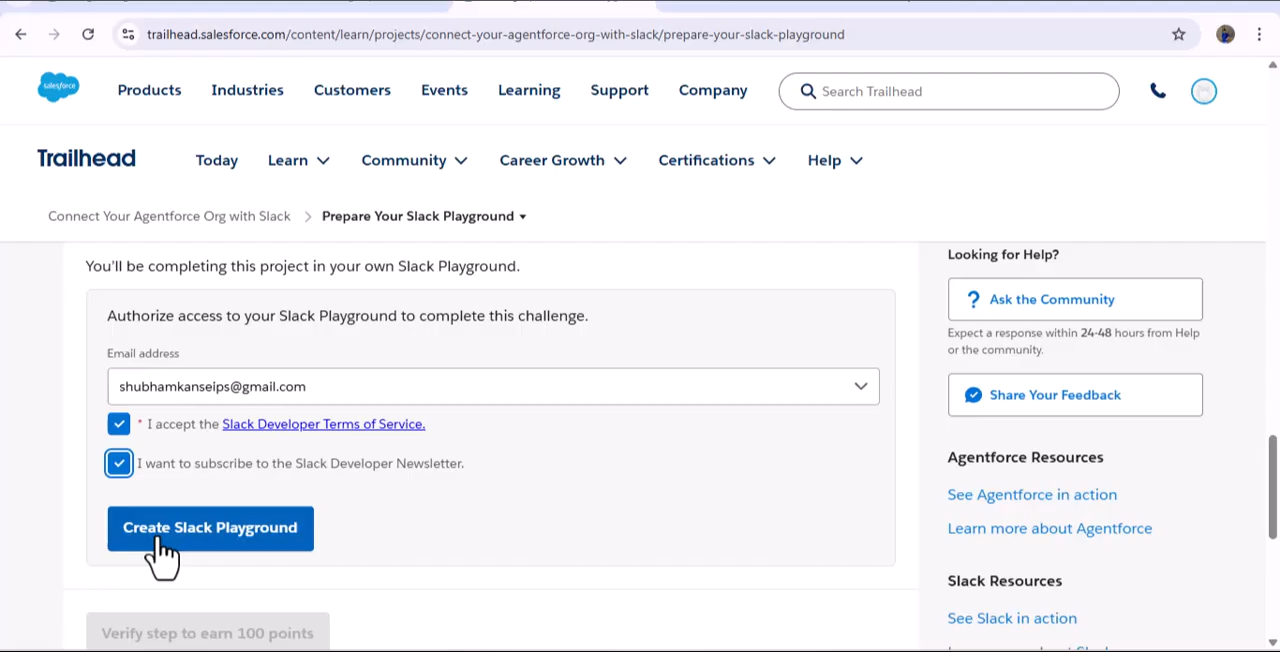 trailhead.salesforce.com/content/learn/projects/connect-your-agentforce-org-with-slack/prepare-your-slack-playground
salesforce
Products Industries Customers Events Learning Support Company Search Trailhead
Trailhead Today Learn Community Career Growth Certifications Help
Connect Your Agentforce Org with Slack > Prepare Your Slack Playground
You'll be completing this project in your own Slack Playground.
Authorize access to your Slack Playground to complete this challenge.
Email address
shubhamkanseips@gmail.com
* I accept the Slack Developer Terms of Service.
I want to subscribe to the Slack Developer Newsletter.
Create Slack Playground
Verify step to earn 100 points
Looking for Help?
? Ask the Community
Expect a response within 24-48 hours from Help
or the community.
Share Your Feedback
Agentforce Resources
See Agentforce in action
Learn more about Agentforce
Slack Resources
See Slack in action